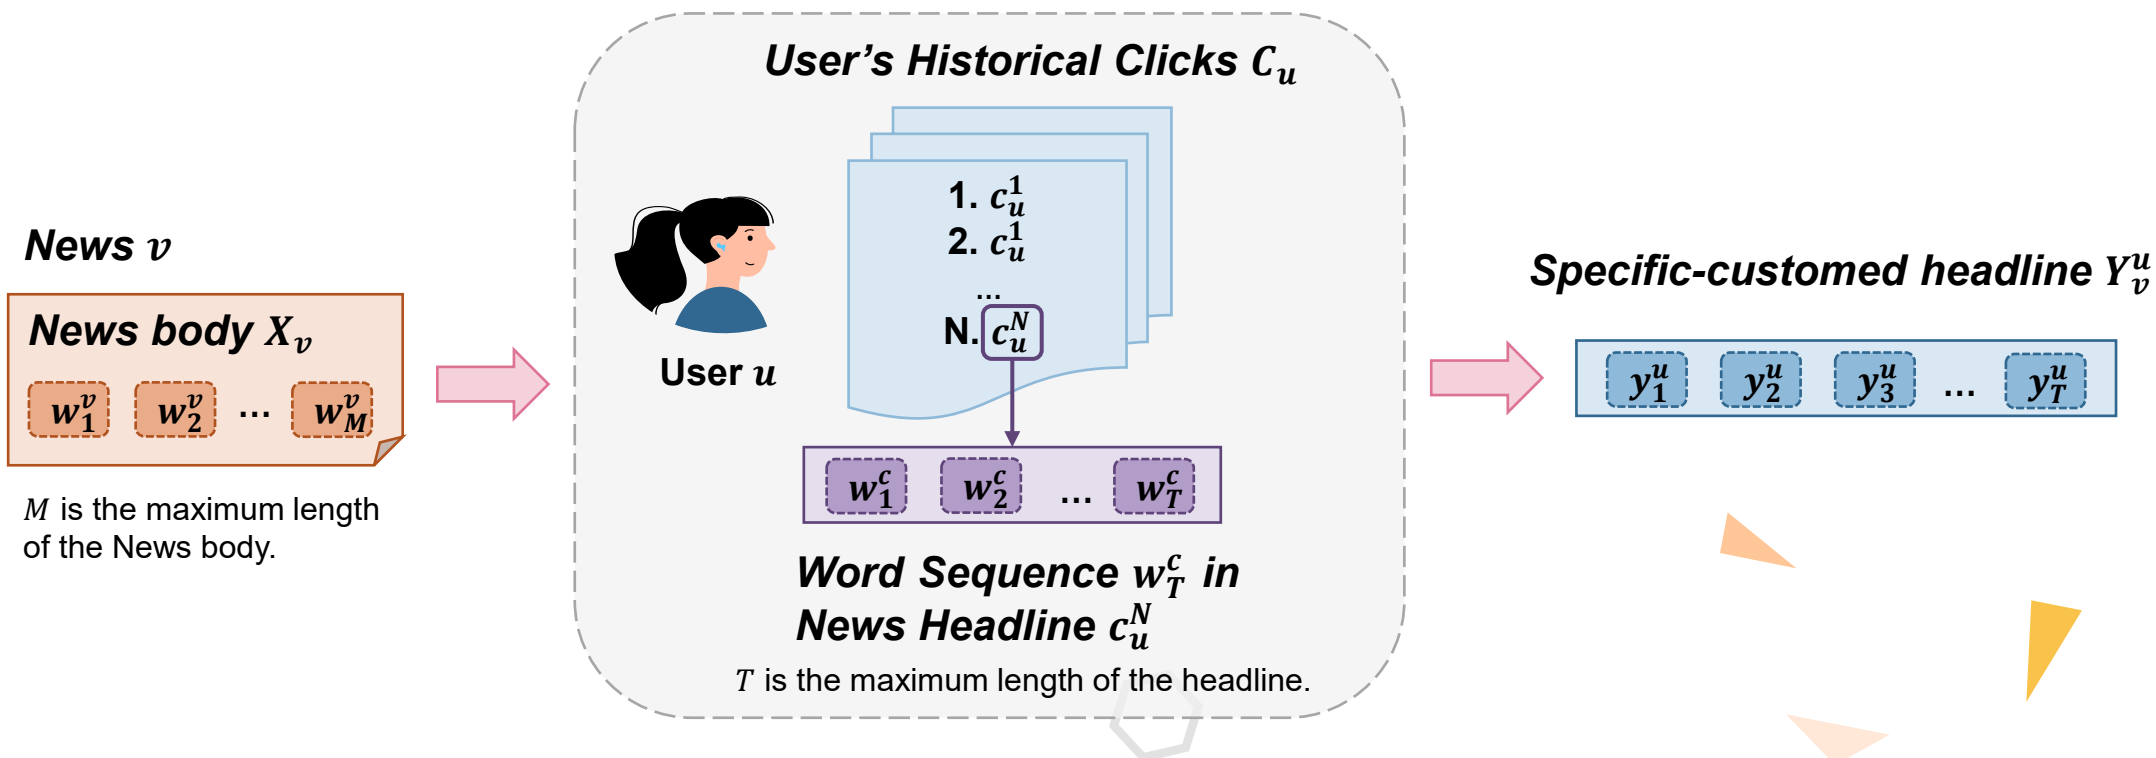 User's Historical Clicks C_u
1. c_u^1
2. c_u^1
...
N. c_u^N
News v
News body X_v
w_1^v w_2^v ... w_M^v
M is the maximum length
of the News body.
User u
w_1^c w_2^c ... w_T^c
Word Sequence w_T^c in
News Headline c_u^N
T is the maximum length of the headline.
Specific-customed headline Y_v^u
y_1^u y_2^u y_3^u ... y_T^u